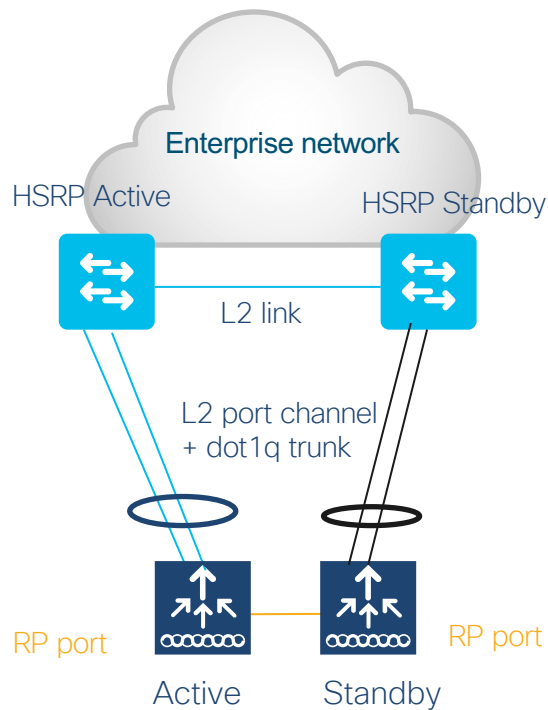 Enterprise network
HSRP Active
HSRP Standby
L2 link
L2 port channel
+ dot1q trunk
RP port
RP port
Active
Standby